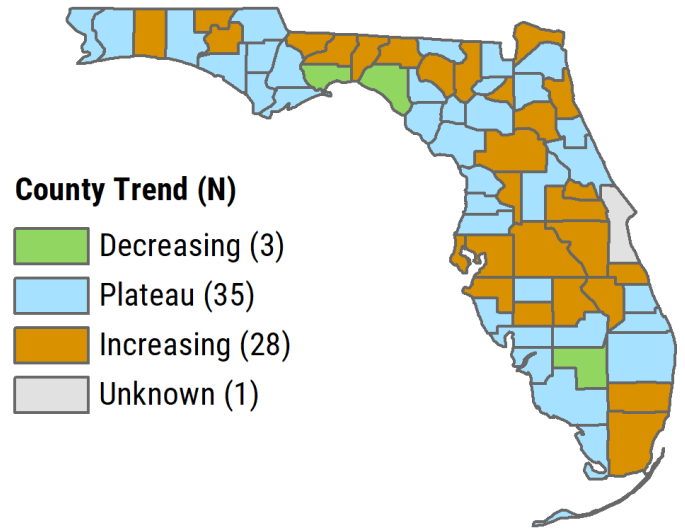 County Trend (N)
Decreasing (3)
Plateau (35)
Increasing (28)
Unknown (1)